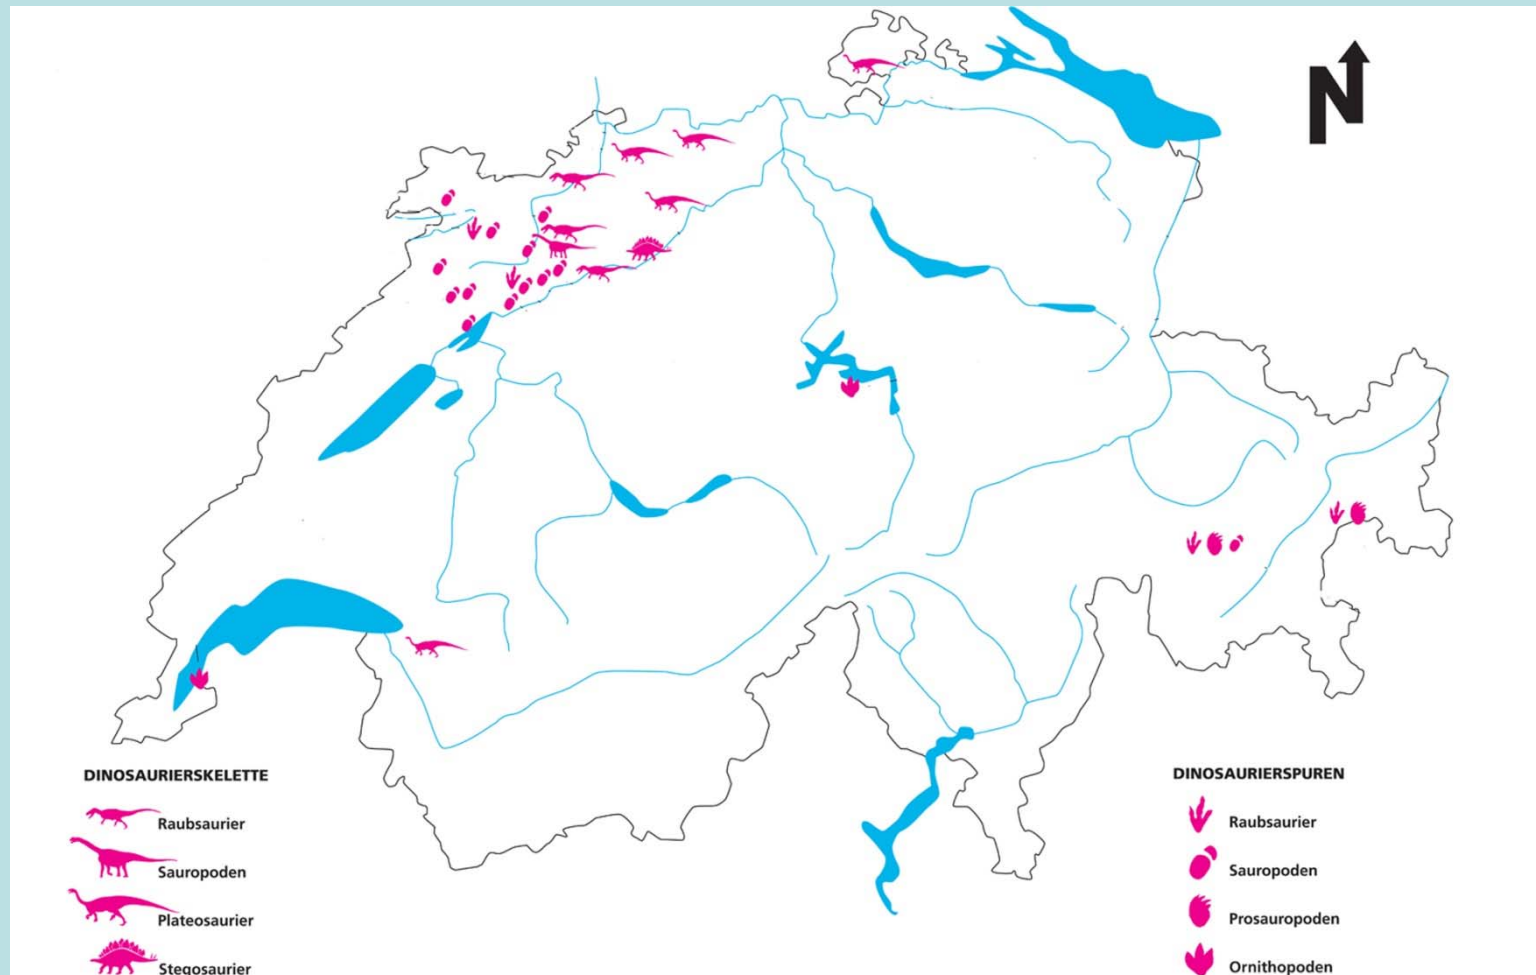 N
DINOSAURIERSKELETTE
Raubsaurier
Sauropoden
Plateosaurier
Stegosaurier
DINOSAURIERSPUREN
Raubsaurier
Sauropoden
Prosauropoden
Ornithopoden